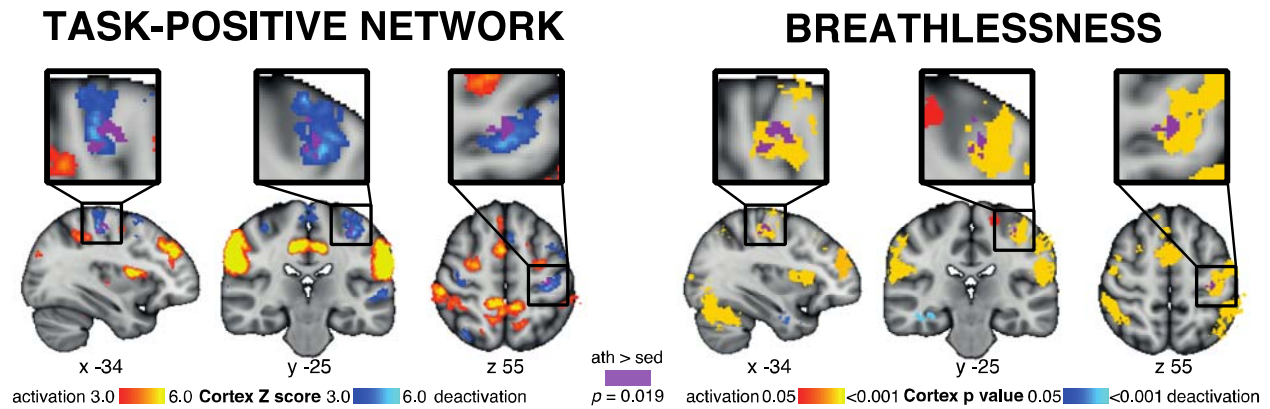 TASK-POSITIVE NETWORK
BREATHLESSNESS
x -34
y -25
z 55
ath > sed
p = 0.019
x -34
y -25
z 55
activation 3.0 6.0 Cortex Z score 3.0 6.0 deactivation
activation 0.05 <0.001 Cortex p value 0.05 <0.001 deactivation